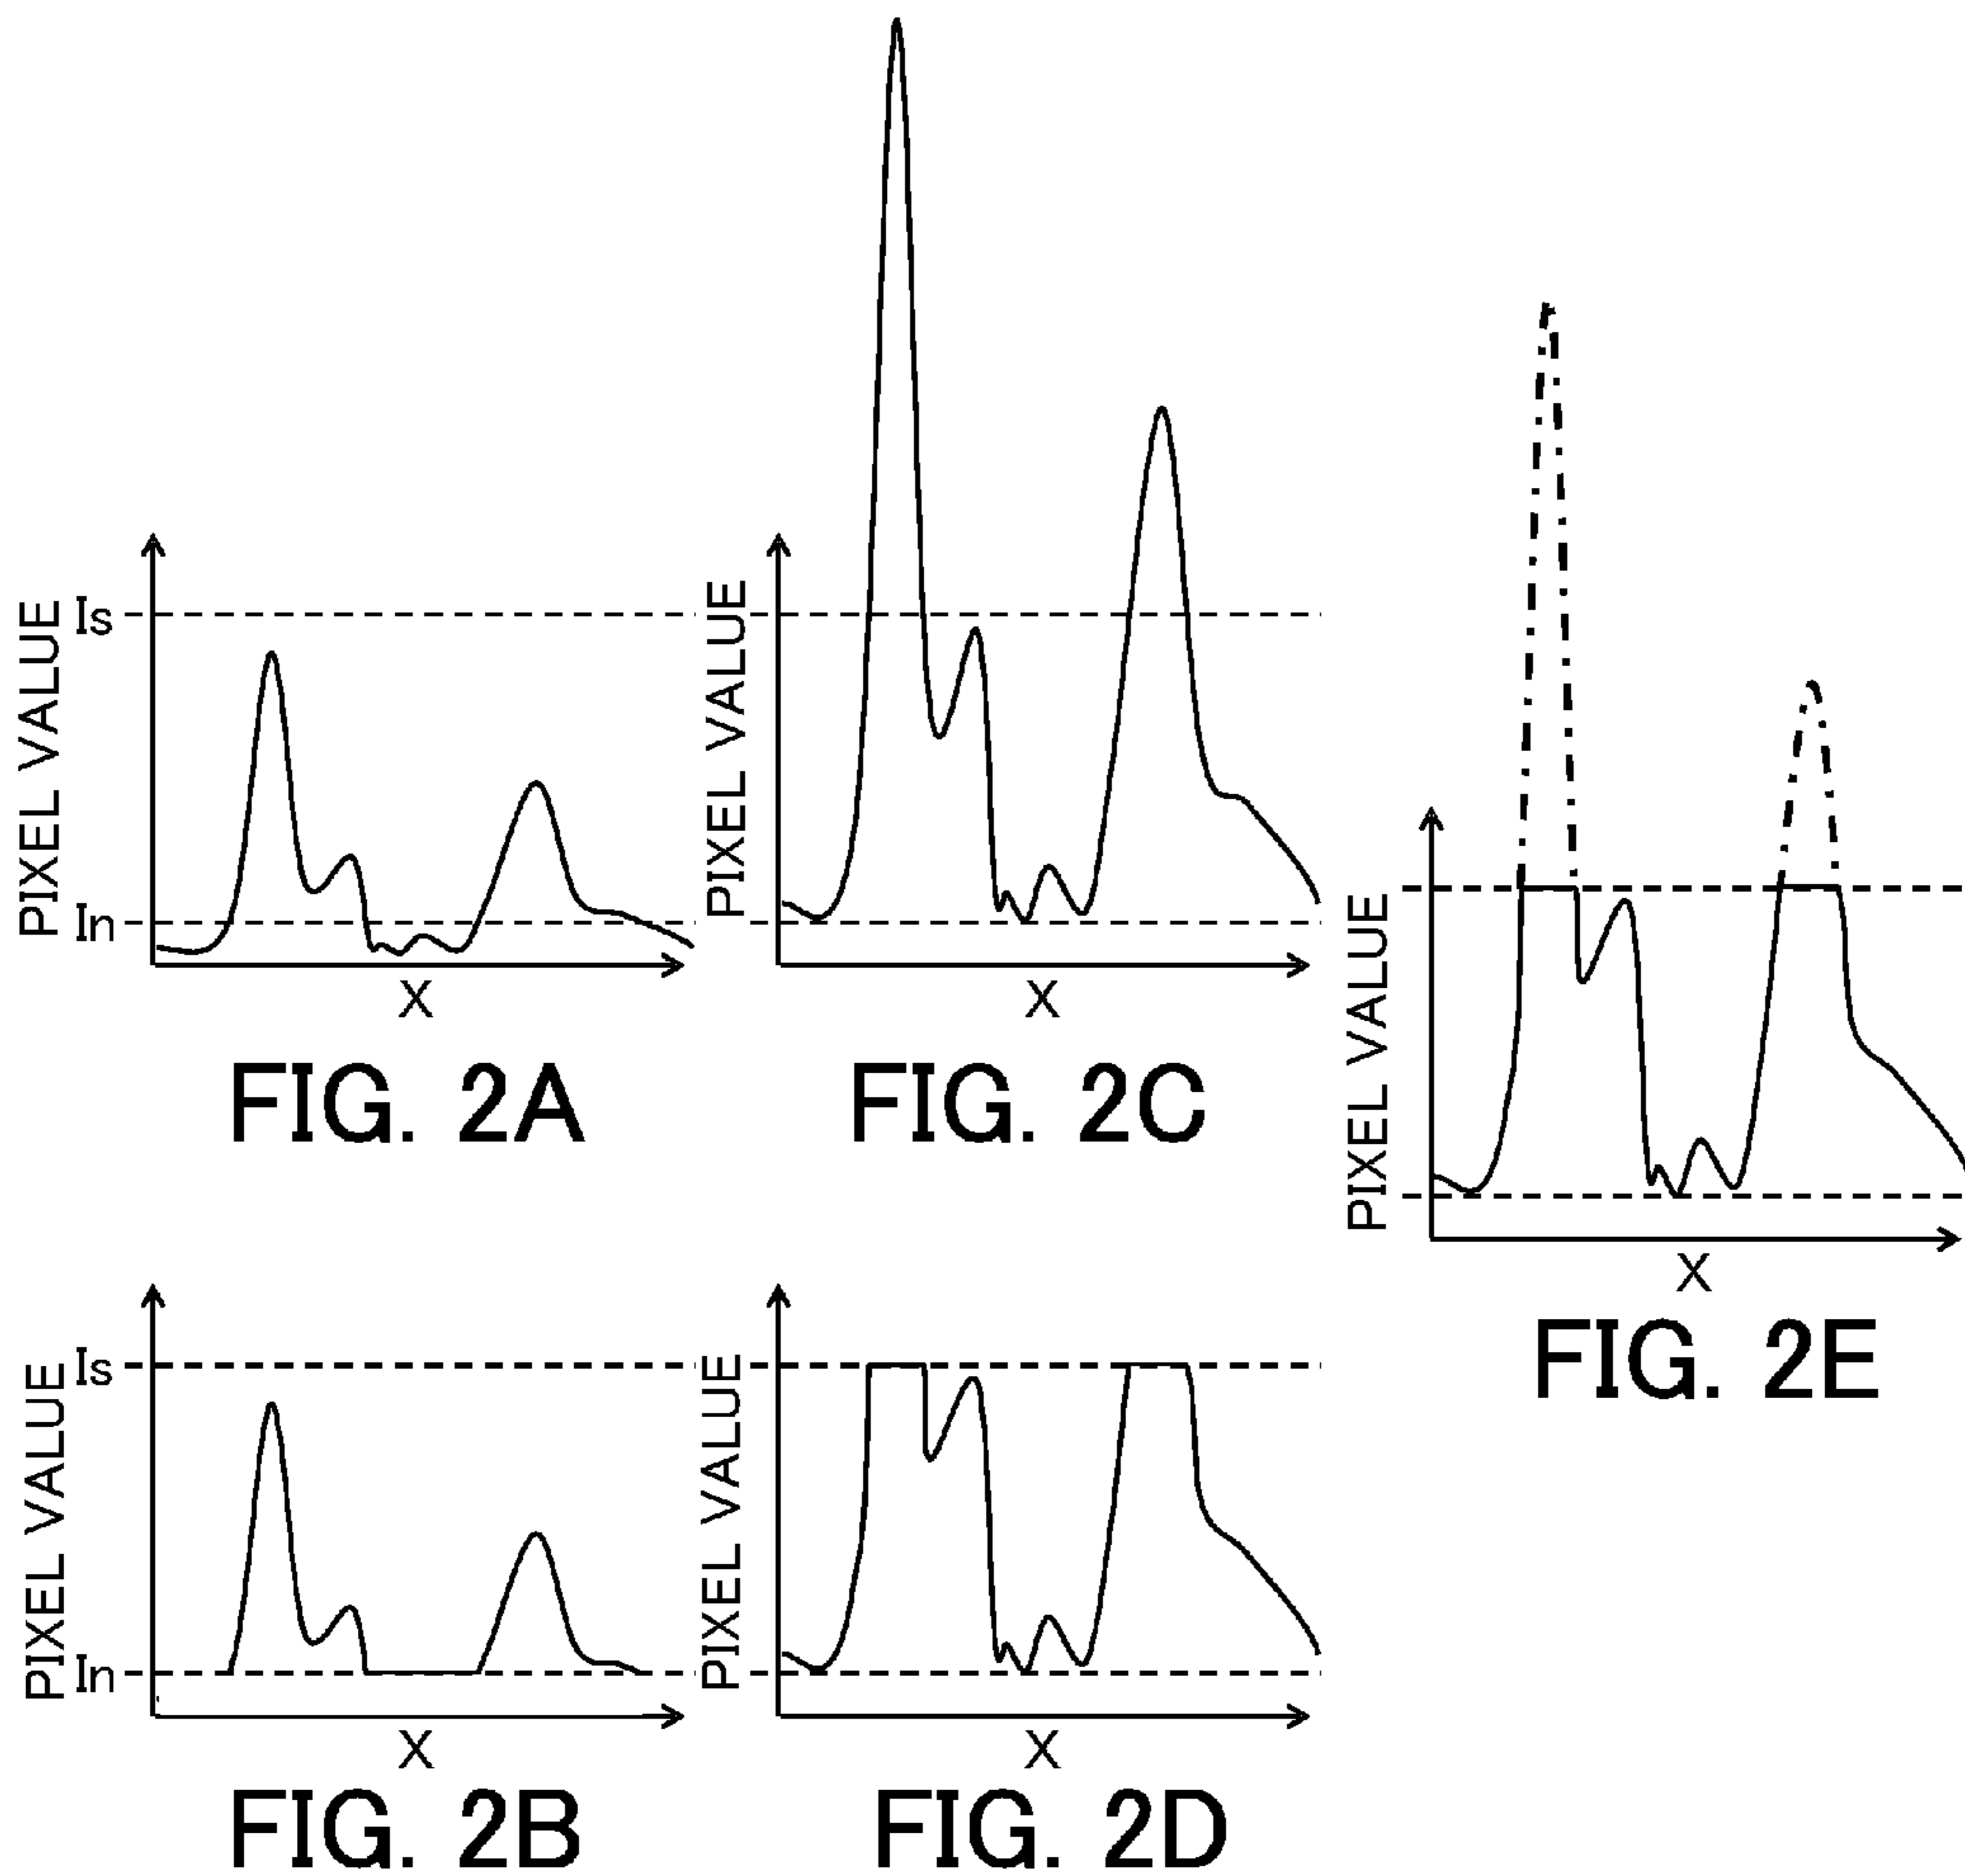 PIXEL VALUE
Is
In
X
FIG. 2A
PIXEL VALUE
X
FIG. 2C
PIXEL VALUE
X
FIG. 2E
PIXEL VALUE
Is
In
X
FIG. 2B
PIXEL VALUE
X
FIG. 2D